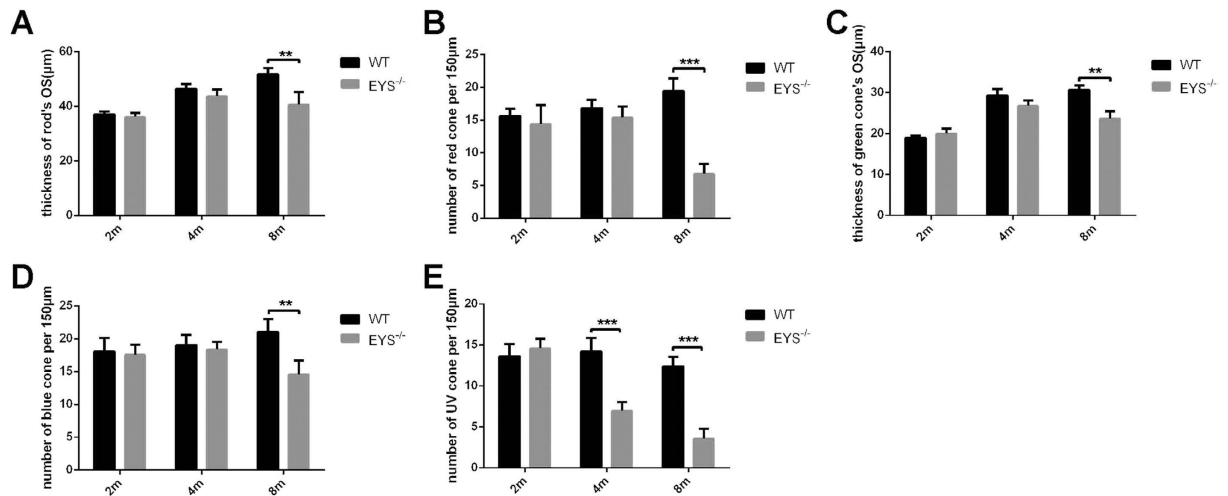 A
thickness of rod's OS(μm)
60
40
20
0
2m
4m
8m
**
WT
EYS-/-
B
number of red cone per 150μm
25
20
15
10
5
0
2m
4m
8m
***
WT
EYS-/-
C
thickness of green cone's OS(μm)
40
30
20
10
0
2m
4m
8m
**
WT
EYS-/-
D
number of blue cone per 150μm
25
20
15
10
5
0
2m
4m
8m
**
WT
EYS-/-
E
number of UV cone per 150μm
20
15
10
5
0
2m
4m
8m
***
***
WT
EYS-/-